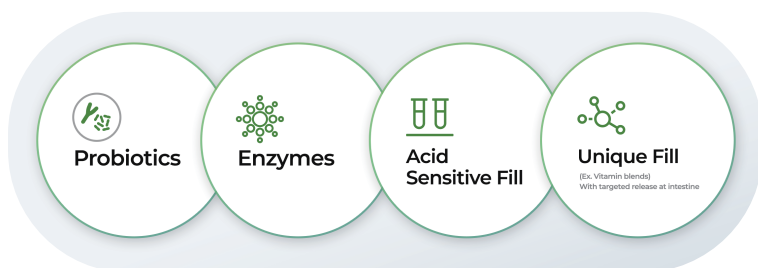 Probiotics
Enzymes
Acid
Sensitive Fill
Unique Fill
(Ex. Vitamin blends)
With targeted release at intestine